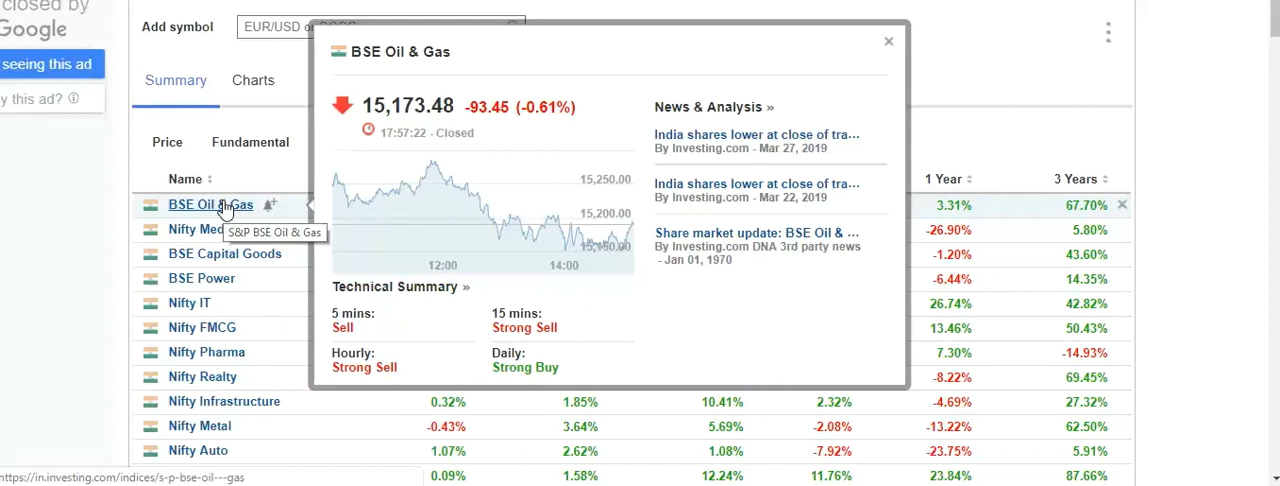 closed by
Google
seeing this ad
y this ad? ⓘ
Add symbol
EUR/USD or
Summary Charts
Price Fundamental
Name 1 Year 3 Years
BSE Oil & Gas 3.31% 67.70%
S&P BSE Oil & Gas
Nifty Med -26.90% 5.80%
BSE Capital Goods -1.20% 43.60%
BSE Power -6.44% 14.35%
Nifty IT 26.74% 42.82%
Nifty FMCG 13.46% 50.43%
Nifty Pharma 7.30% -14.93%
Nifty Realty -8.22% 69.45%
Nifty Infrastructure 0.32% 1.85% 10.41% 2.32% -4.69% 27.32%
Nifty Metal -0.43% 3.64% 5.69% -2.08% -13.22% 62.50%
Nifty Auto 1.07% 2.62% 1.08% -7.92% -23.75% 5.91%
0.09% 1.58% 12.24% 11.76% 23.84% 87.66%
BSE Oil & Gas
15,173.48 -93.45 (-0.61%)
17:57:22 - Closed
15,250.00
15,200.00
15,150.00
12:00 14:00
Technical Summary »
5 mins: 15 mins:
Sell Strong Sell
Hourly: Daily:
Strong Sell Strong Buy
News & Analysis »
India shares lower at close of tra...
By Investing.com - Mar 27, 2019
India shares lower at close of tra...
By Investing.com - Mar 22, 2019
Share market update: BSE Oil & ...
By Investing.com DNA 3rd party news
- Jan 01, 1970
https://in.investing.com/indices/s-p-bse-oil---gas